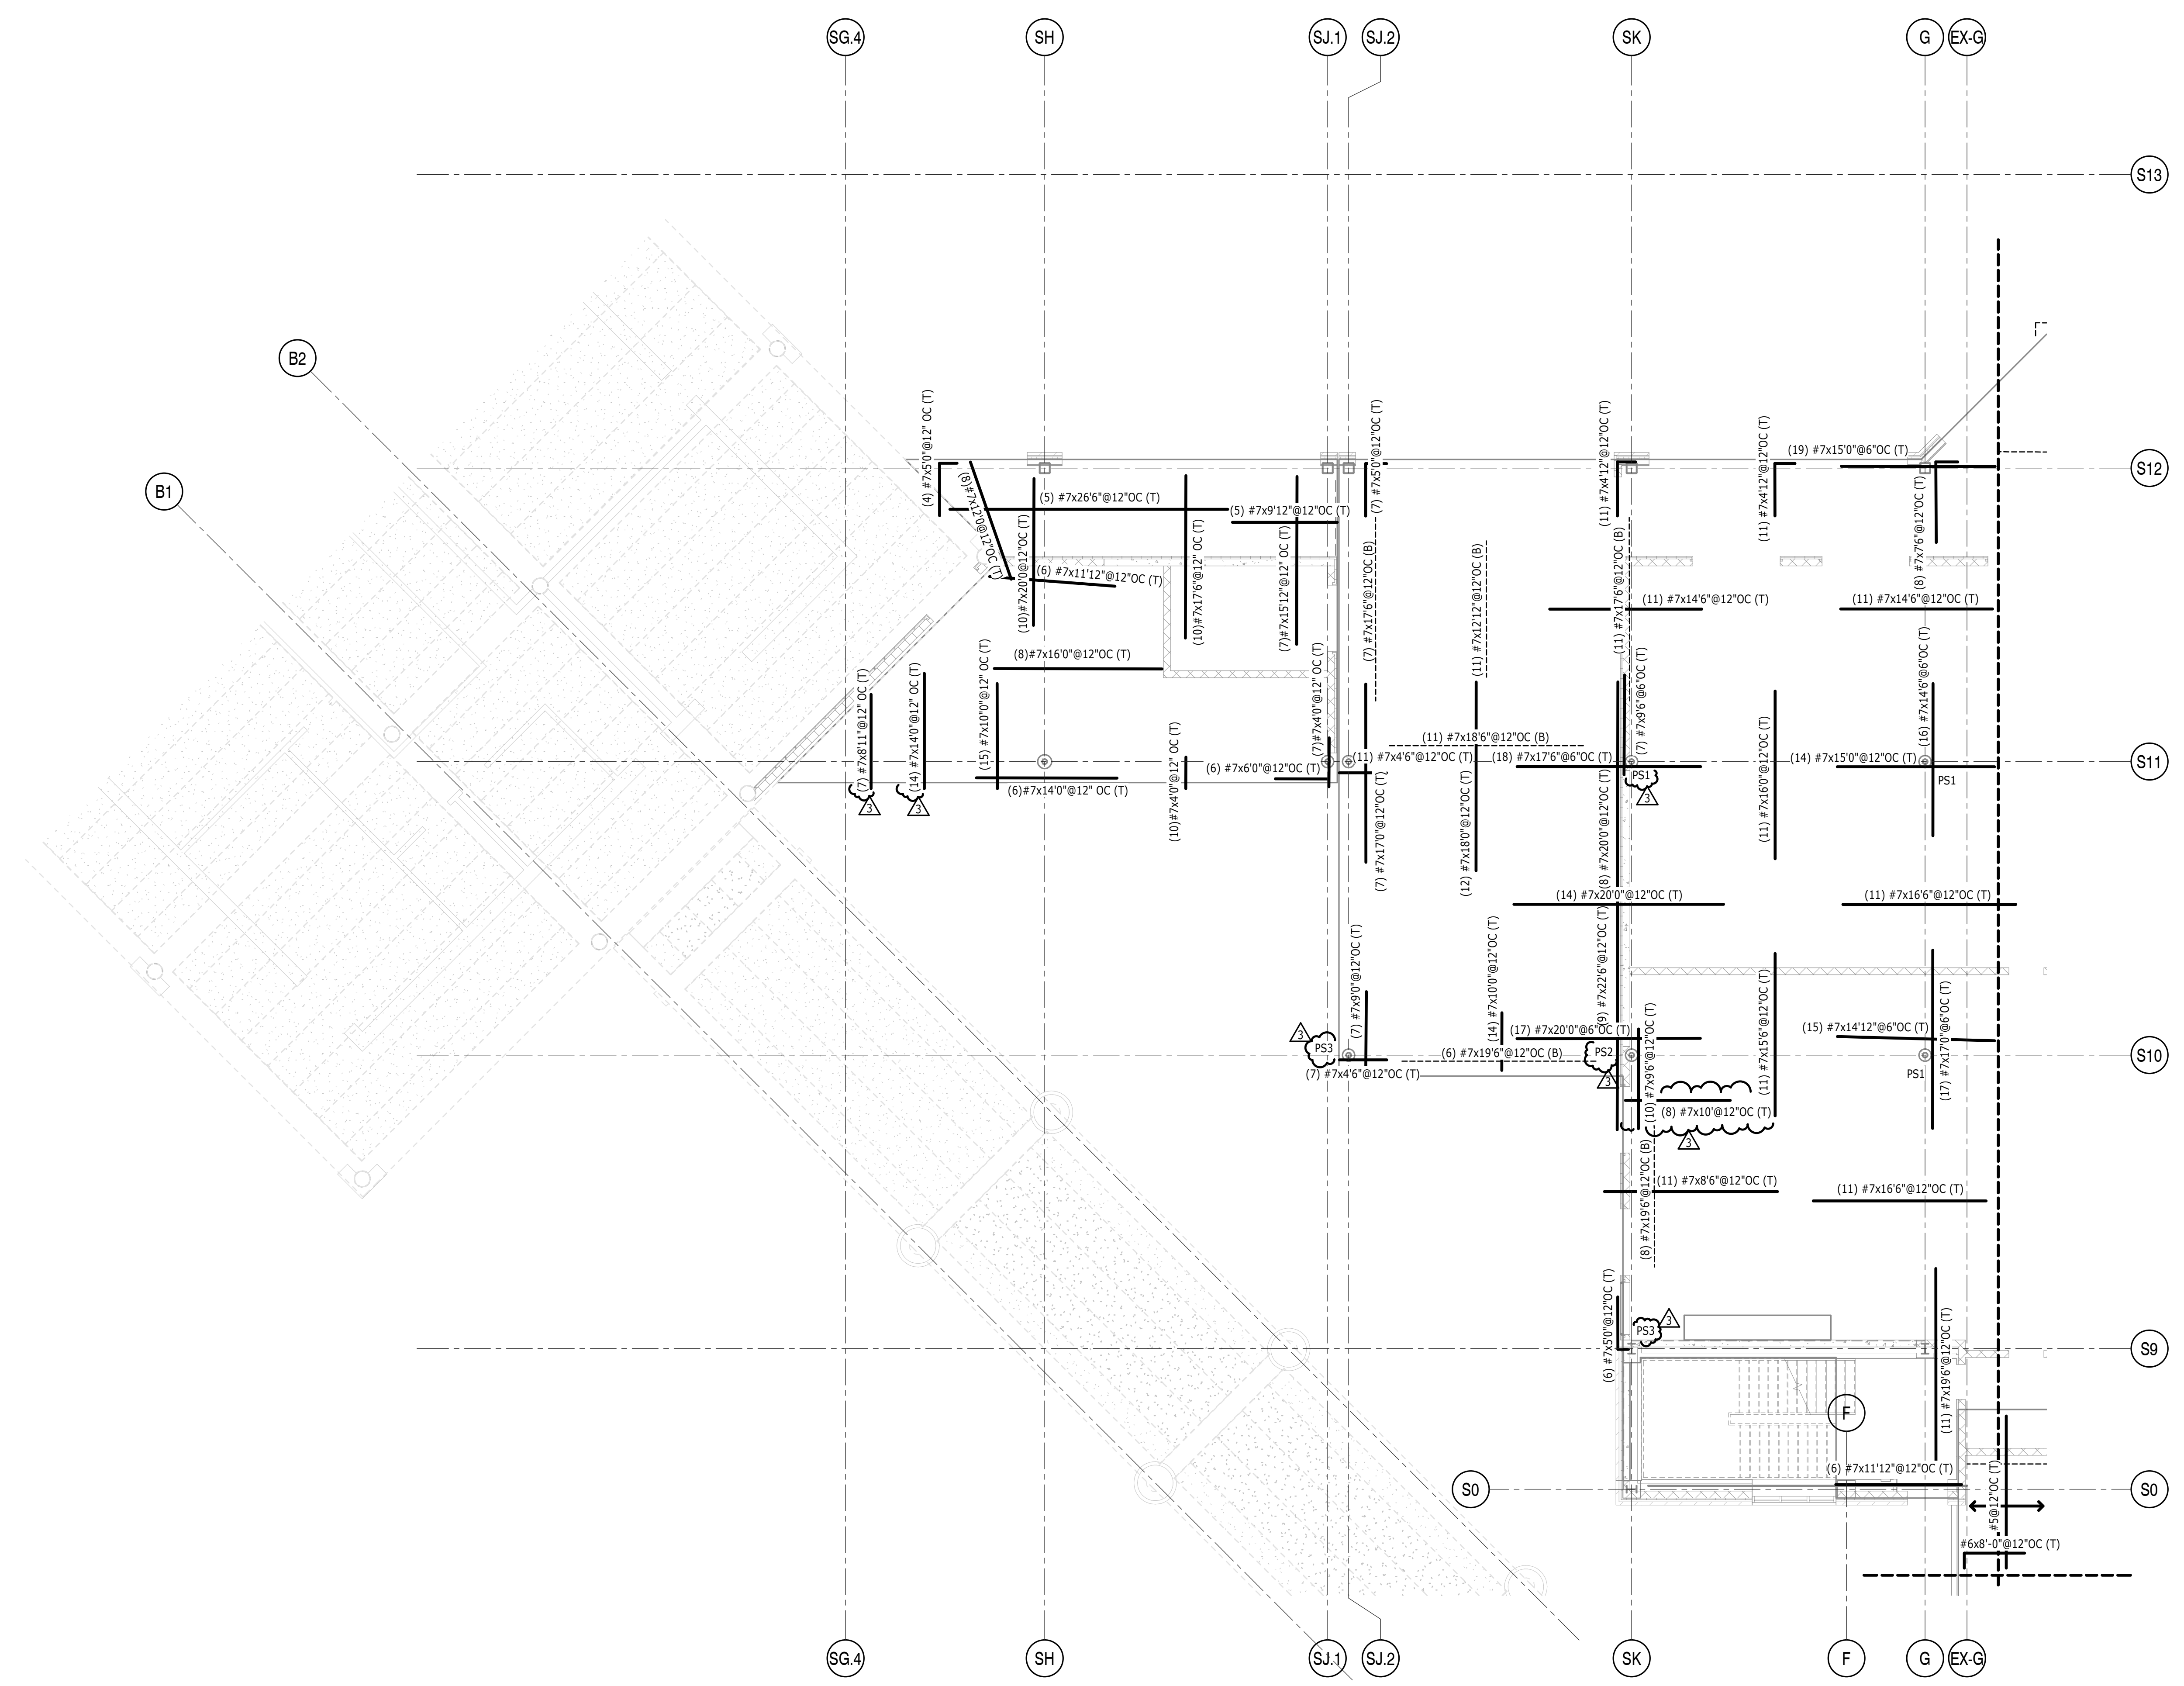 SG.4
SH
SJ.1
SJ.2
SK
G
EX-G
S13
B2
B1
S12
(4) #7x5'0"@12" OC (T)
(8)#7x12'0@12"OC (T)
(10)#7x20'0@12"OC (T)
(5) #7x26'6"@12"OC (T)
(5) #7x9'12"@12"OC (T)
(10)#7x17'6"@12" OC (T)
(7)#7x15'12"@12" OC (T)
(6) #7x11'12"@12"OC (T)
(7) #7x5'0"@12"OC (T)
(7) #7x17'6"@12"OC (B)
(11) #7x12'12"@12"OC (B)
(11) #7x4'12"@12"OC (T)
(11) #7x17'6"@12"OC (B)
(11) #7x4'12"@12"OC (T)
(19) #7x15'0"@6"OC (T)
(8) #7x7'6"@12"OC (T)
(11) #7x14'6"@12"OC (T)
(11) #7x14'6"@12"OC (T)
(8)#7x16'0"@12"OC (T)
(7) #7x8'11"@12" OC (T)
3
(14) #7x14'0"@12" OC (T)
3
(15) #7x10"0"@12" OC (T)
(6)#7x14'0"@12" OC (T)
(10)#7x4'0"@12" OC (T)
(6) #7x6'0"@12"OC (T)
(7)#7x4'0"@12" OC (T)
(11) #7x4'6"@12"OC (T)
(7) #7x17'0"@12"OC (T)
(11) #7x18'6"@12"OC (B)
(12) #7x18'0"@12"OC (T)
(18) #7x17'6"@6"OC (T)
(7) #7x9'6"@6"OC (T)
PS1
3
(8) #7x20'0"@12"OC (T)
(11) #7x16'0"@12"OC (T)
(14) #7x15'0"@12"OC (T)
(16) #7x14'6"@6"OC (T)
PS1
S11
(14) #7x20'0"@12"OC (T)
(11) #7x16'6"@12"OC (T)
(9) #7x22'6"@12"OC (T)
(7) #7x9'0"@12"OC (T)
(14) #7x10'0"@12"OC (T)
(17) #7x20'0"@6"OC (T)
(6) #7x19'6"@12"OC (B)
(7) #7x4'6"@12"OC (T)
3
PS3
PS2
3
(10) #7x9'6"@12"OC (T)
(8) #7x10'@12"OC (T)
3
(11) #7x15'6"@12"OC (T)
(15) #7x14'12"@6"OC (T)
(17) #7x17'0"@6"OC (T)
PS1
S10
(8) #7x19'6"@12"OC (B)
(11) #7x8'6"@12"OC (T)
(11) #7x16'6"@12"OC (T)
(6) #7x5'0"@12"OC (T)
PS3
3
(11) #7x19'6"@12"OC (T)
S9
F
(6) #7x11'12"@12"OC (T)
S0
S0
#5@12"OC (T)
#6x8'-0"@12"OC (T)
SG.4
SH
SJ.1
SJ.2
SK
F
G
EX-G